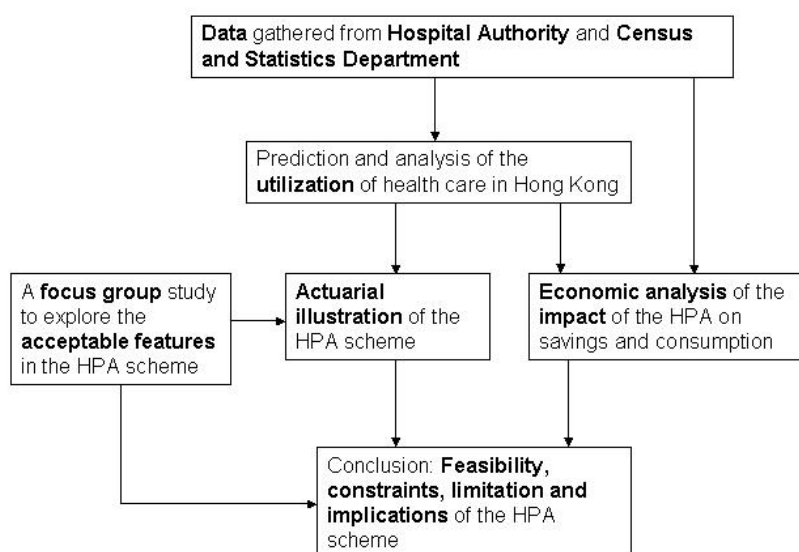 Data gathered from Hospital Authority and Census
and Statistics Department
Prediction and analysis of the
utilization of health care in Hong Kong
A focus group study
to explore the
acceptable features
in the HPA scheme
Actuarial
illustration of the
HPA scheme
Economic analysis of the
impact of the HPA on
savings and consumption
Conclusion: Feasibility,
constraints, limitation and
implications of the HPA
scheme